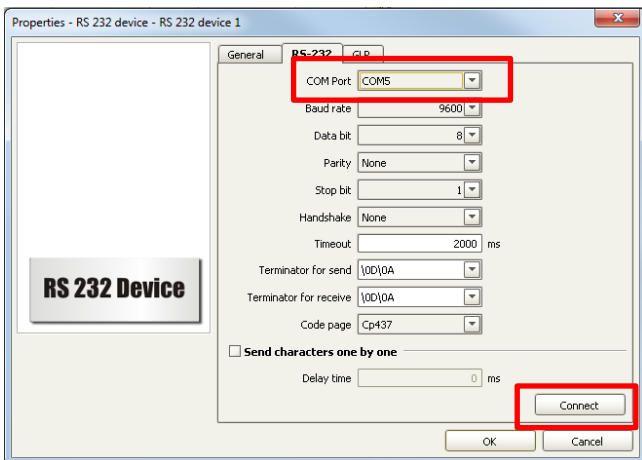 Properties - RS 232 device - RS 232 device 1
General RS-232 GLP
COM Port COM5
Baud rate 9600
Data bit 8
Parity None
Stop bit 1
Handshake None
Timeout 2000 ms
Terminator for send \0D\0A
RS 232 Device
Terminator for receive \0D\0A
Code page Cp437
Send characters one by one
Delay time 0 ms
Connect
OK Cancel